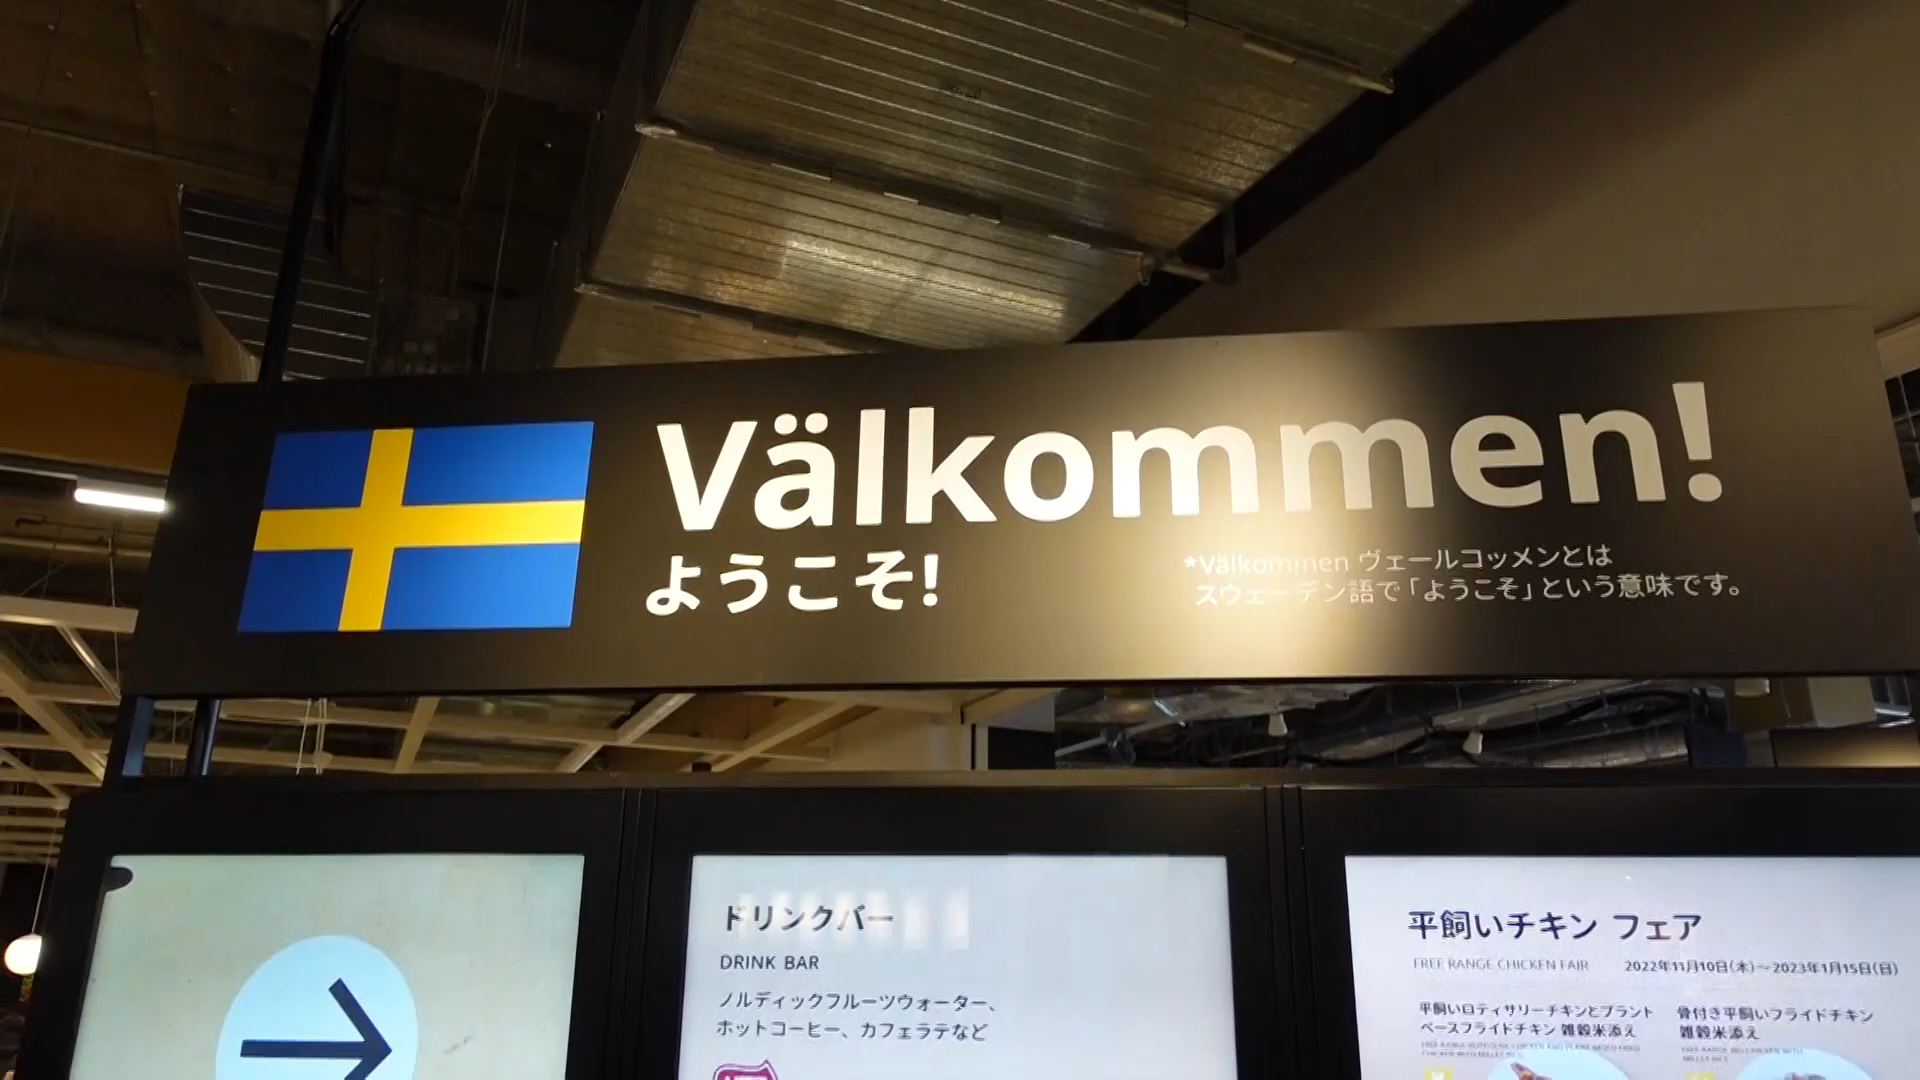 Välkommen!
ようこそ!
*Välkommen ヴェールコッメンとは
スウェーデン語で「ようこそ」という意味です。
ドリンクバー
DRINK BAR
ノルディックフルーツウォーター、
ホットコーヒー、カフェラテなど
平飼いチキン フェア
FREE RANGE CHICKEN FAIR 2022年11月10日(木)～2023年1月15日(日)
平飼いロティサリーチキンとプラント
ベースフライドチキン 雑穀米添え
骨付き平飼いフライドチキン
雑穀米添え